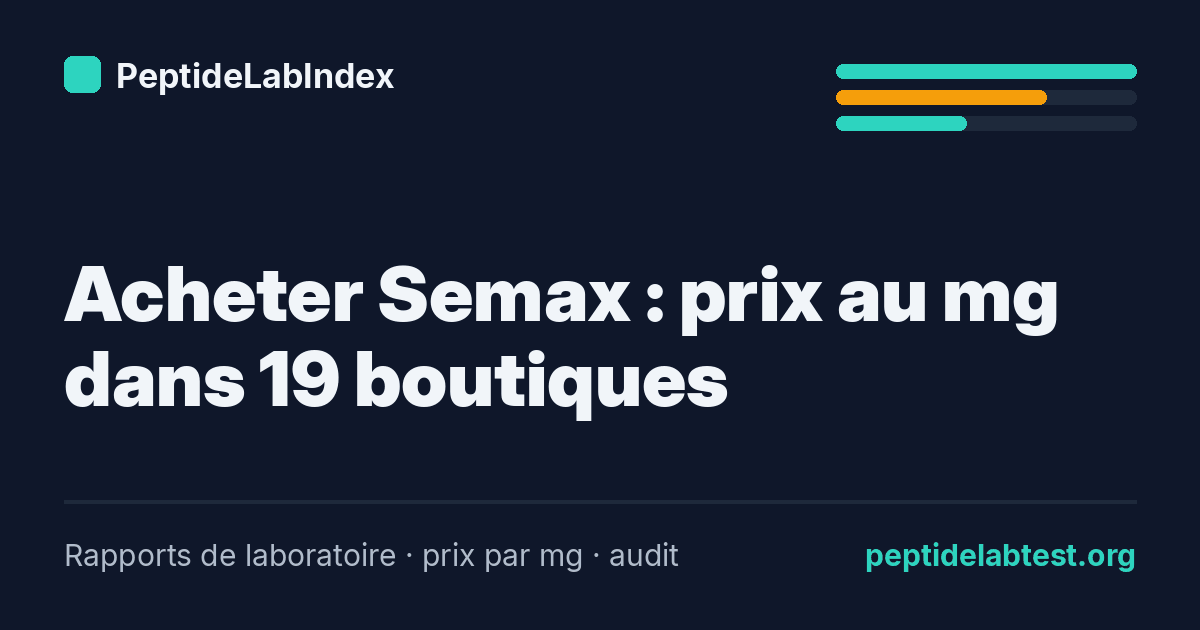 PeptideLabIndex
Acheter Semax : prix au mg
dans 19 boutiques
Rapports de laboratoire · prix par mg · audit
peptidelabtest.org